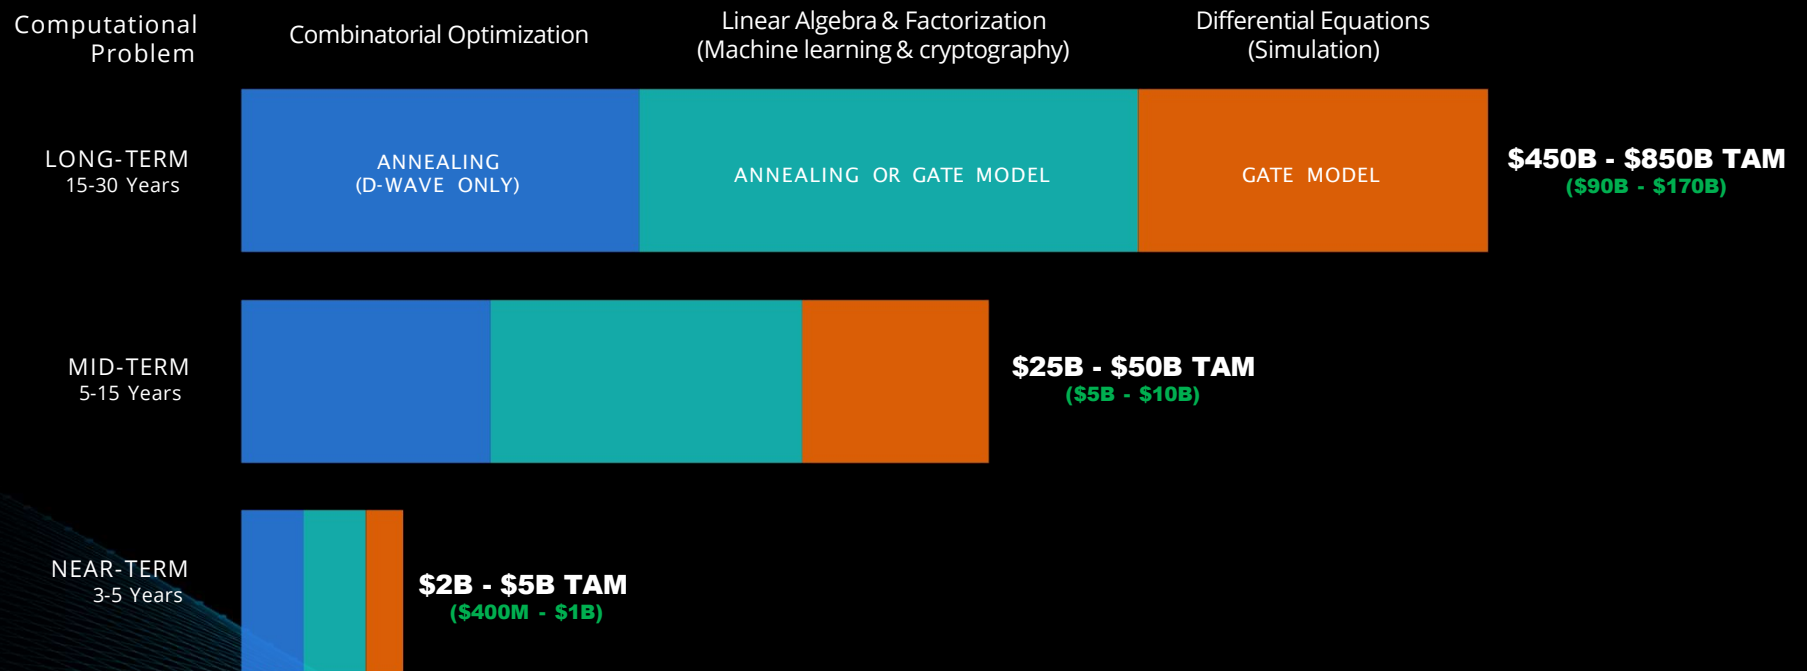 Computational
Problem
Combinatorial Optimization
Linear Algebra & Factorization
(Machine learning & cryptography)
Differential Equations
(Simulation)
LONG-TERM
15-30 Years
ANNEALING
(D-WAVE ONLY)
ANNEALING OR GATE MODEL
GATE MODEL
$450B - $850B TAM
($90B - $170B)
MID-TERM
5-15 Years
$25B - $50B TAM
($5B - $10B)
NEAR-TERM
3-5 Years
$2B - $5B TAM
($400M - $1B)